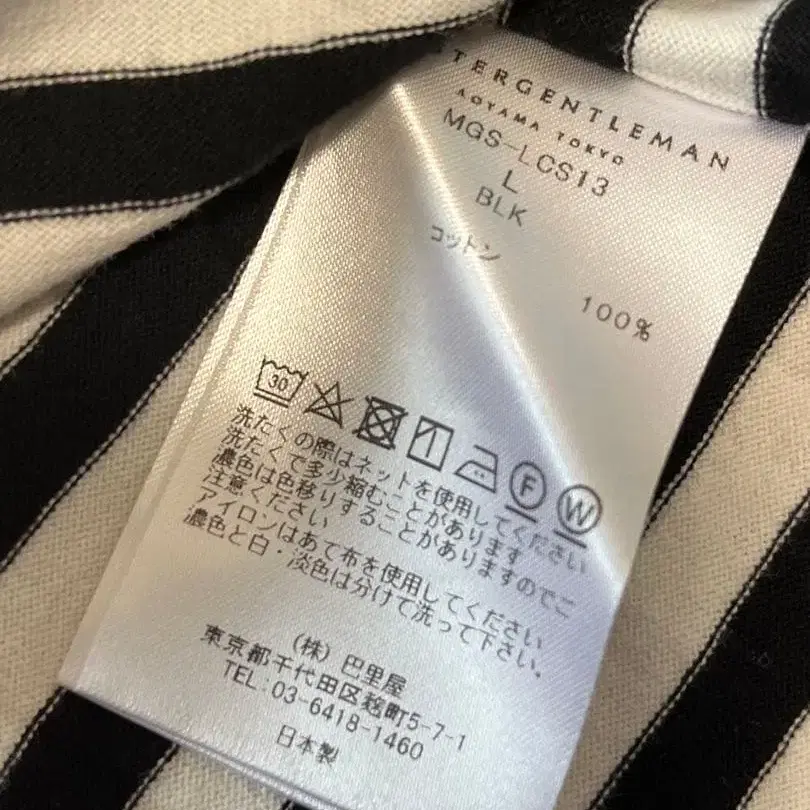 TERGENTLEMAN
AOYAMA TOKYO
MGS-LCS13
L
BLK
コットン 100%
30 F W
洗たくの際はネットを使用してください
洗たくで多少縮むことがあります
濃色は色移りすることがありますのでご
注意ください
アイロンはあて布を使用してください
濃色と白・淡色は分けて洗って下さい。
(株) 巴里屋
東京都千代田区麹町5-7-1
TEL:03-6418-1460
日本製